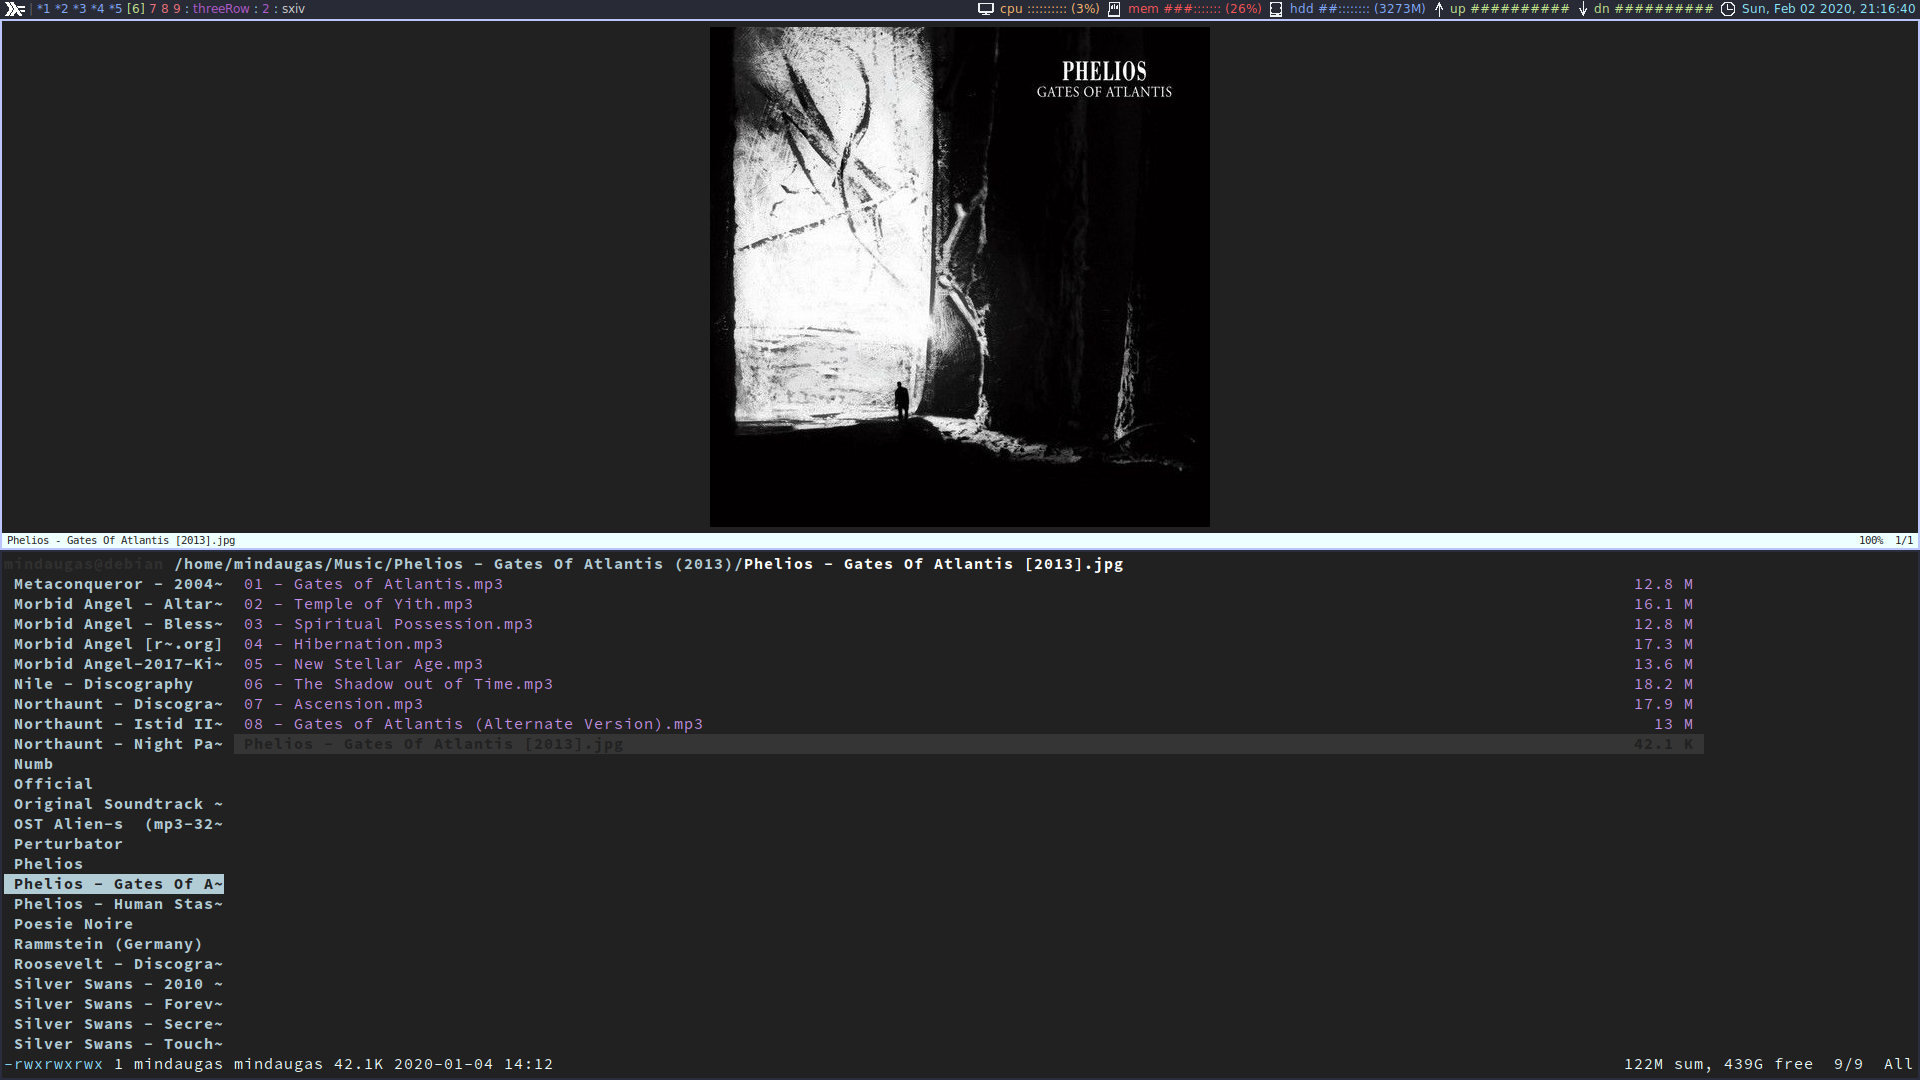 *1 *2 *3 *4 *5 [6] 7 8 9 : threeRow : 2 : sxiv cpu :::::::::: (3%) mem ###::::::: (26%) hdd ##:::::::: (3273M) up ########## dn ########## Sun, Feb 02 2020, 21:16:40
PHELIOS
GATES OF ATLANTIS
Phelios - Gates Of Atlantis [2013].jpg 100% 1/1
mindaugas@debian /home/mindaugas/Music/Phelios - Gates Of Atlantis (2013)/Phelios - Gates Of Atlantis [2013].jpg
Metaconqueror - 2004~ 01 - Gates of Atlantis.mp3 12.8 M
Morbid Angel - Altar~ 02 - Temple of Yith.mp3 16.1 M
Morbid Angel - Bless~ 03 - Spiritual Possession.mp3 12.8 M
Morbid Angel [r~.org] 04 - Hibernation.mp3 17.3 M
Morbid Angel-2017-Ki~ 05 - New Stellar Age.mp3 13.6 M
Nile - Discography 06 - The Shadow out of Time.mp3 18.2 M
Northaunt - Discogra~ 07 - Ascension.mp3 17.9 M
Northaunt - Istid II~ 08 - Gates of Atlantis (Alternate Version).mp3 13 M
Northaunt - Night Pa~ Phelios - Gates Of Atlantis [2013].jpg 42.1 K
Numb
Official
Original Soundtrack ~
OST Alien-s  (mp3-32~
Perturbator
Phelios
Phelios - Gates Of A~
Phelios - Human Stas~
Poesie Noire
Rammstein (Germany)
Roosevelt - Discogra~
Silver Swans - 2010 ~
Silver Swans - Forev~
Silver Swans - Secre~
Silver Swans - Touch~
-rwxrwxrwx 1 mindaugas mindaugas 42.1K 2020-01-04 14:12 122M sum, 439G free 9/9 All